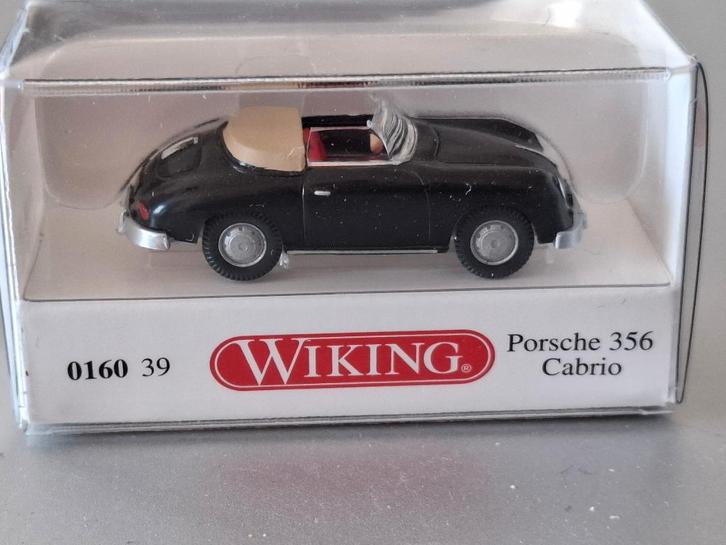 0160 39
WIKING®
Porsche 356
Cabrio